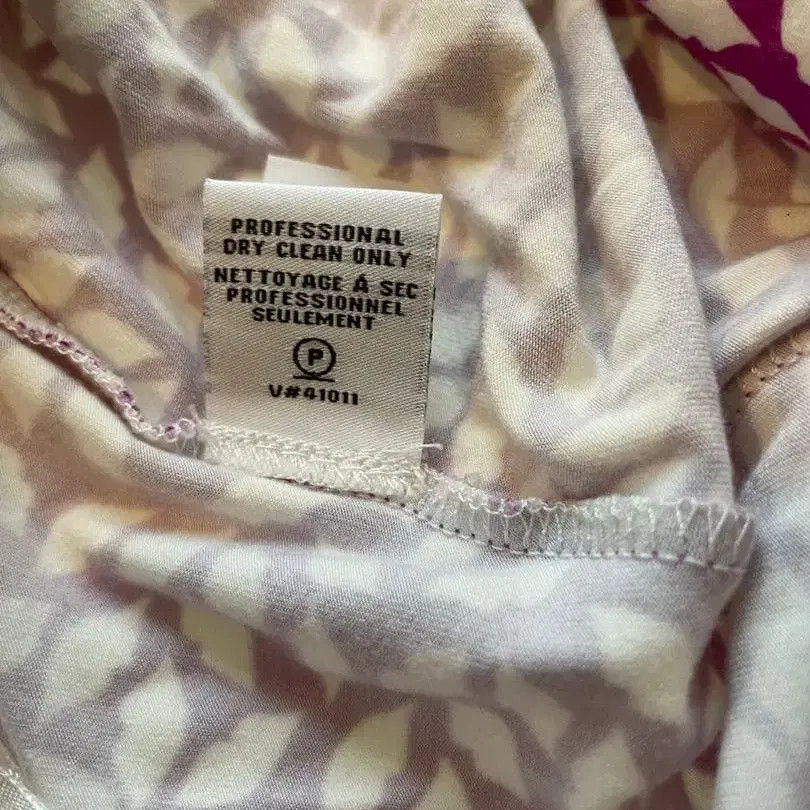 PROFESSIONAL
DRY CLEAN ONLY
NETTOYAGE Á SEC
PROFESSIONNEL
SEULEMENT
P
V#41011